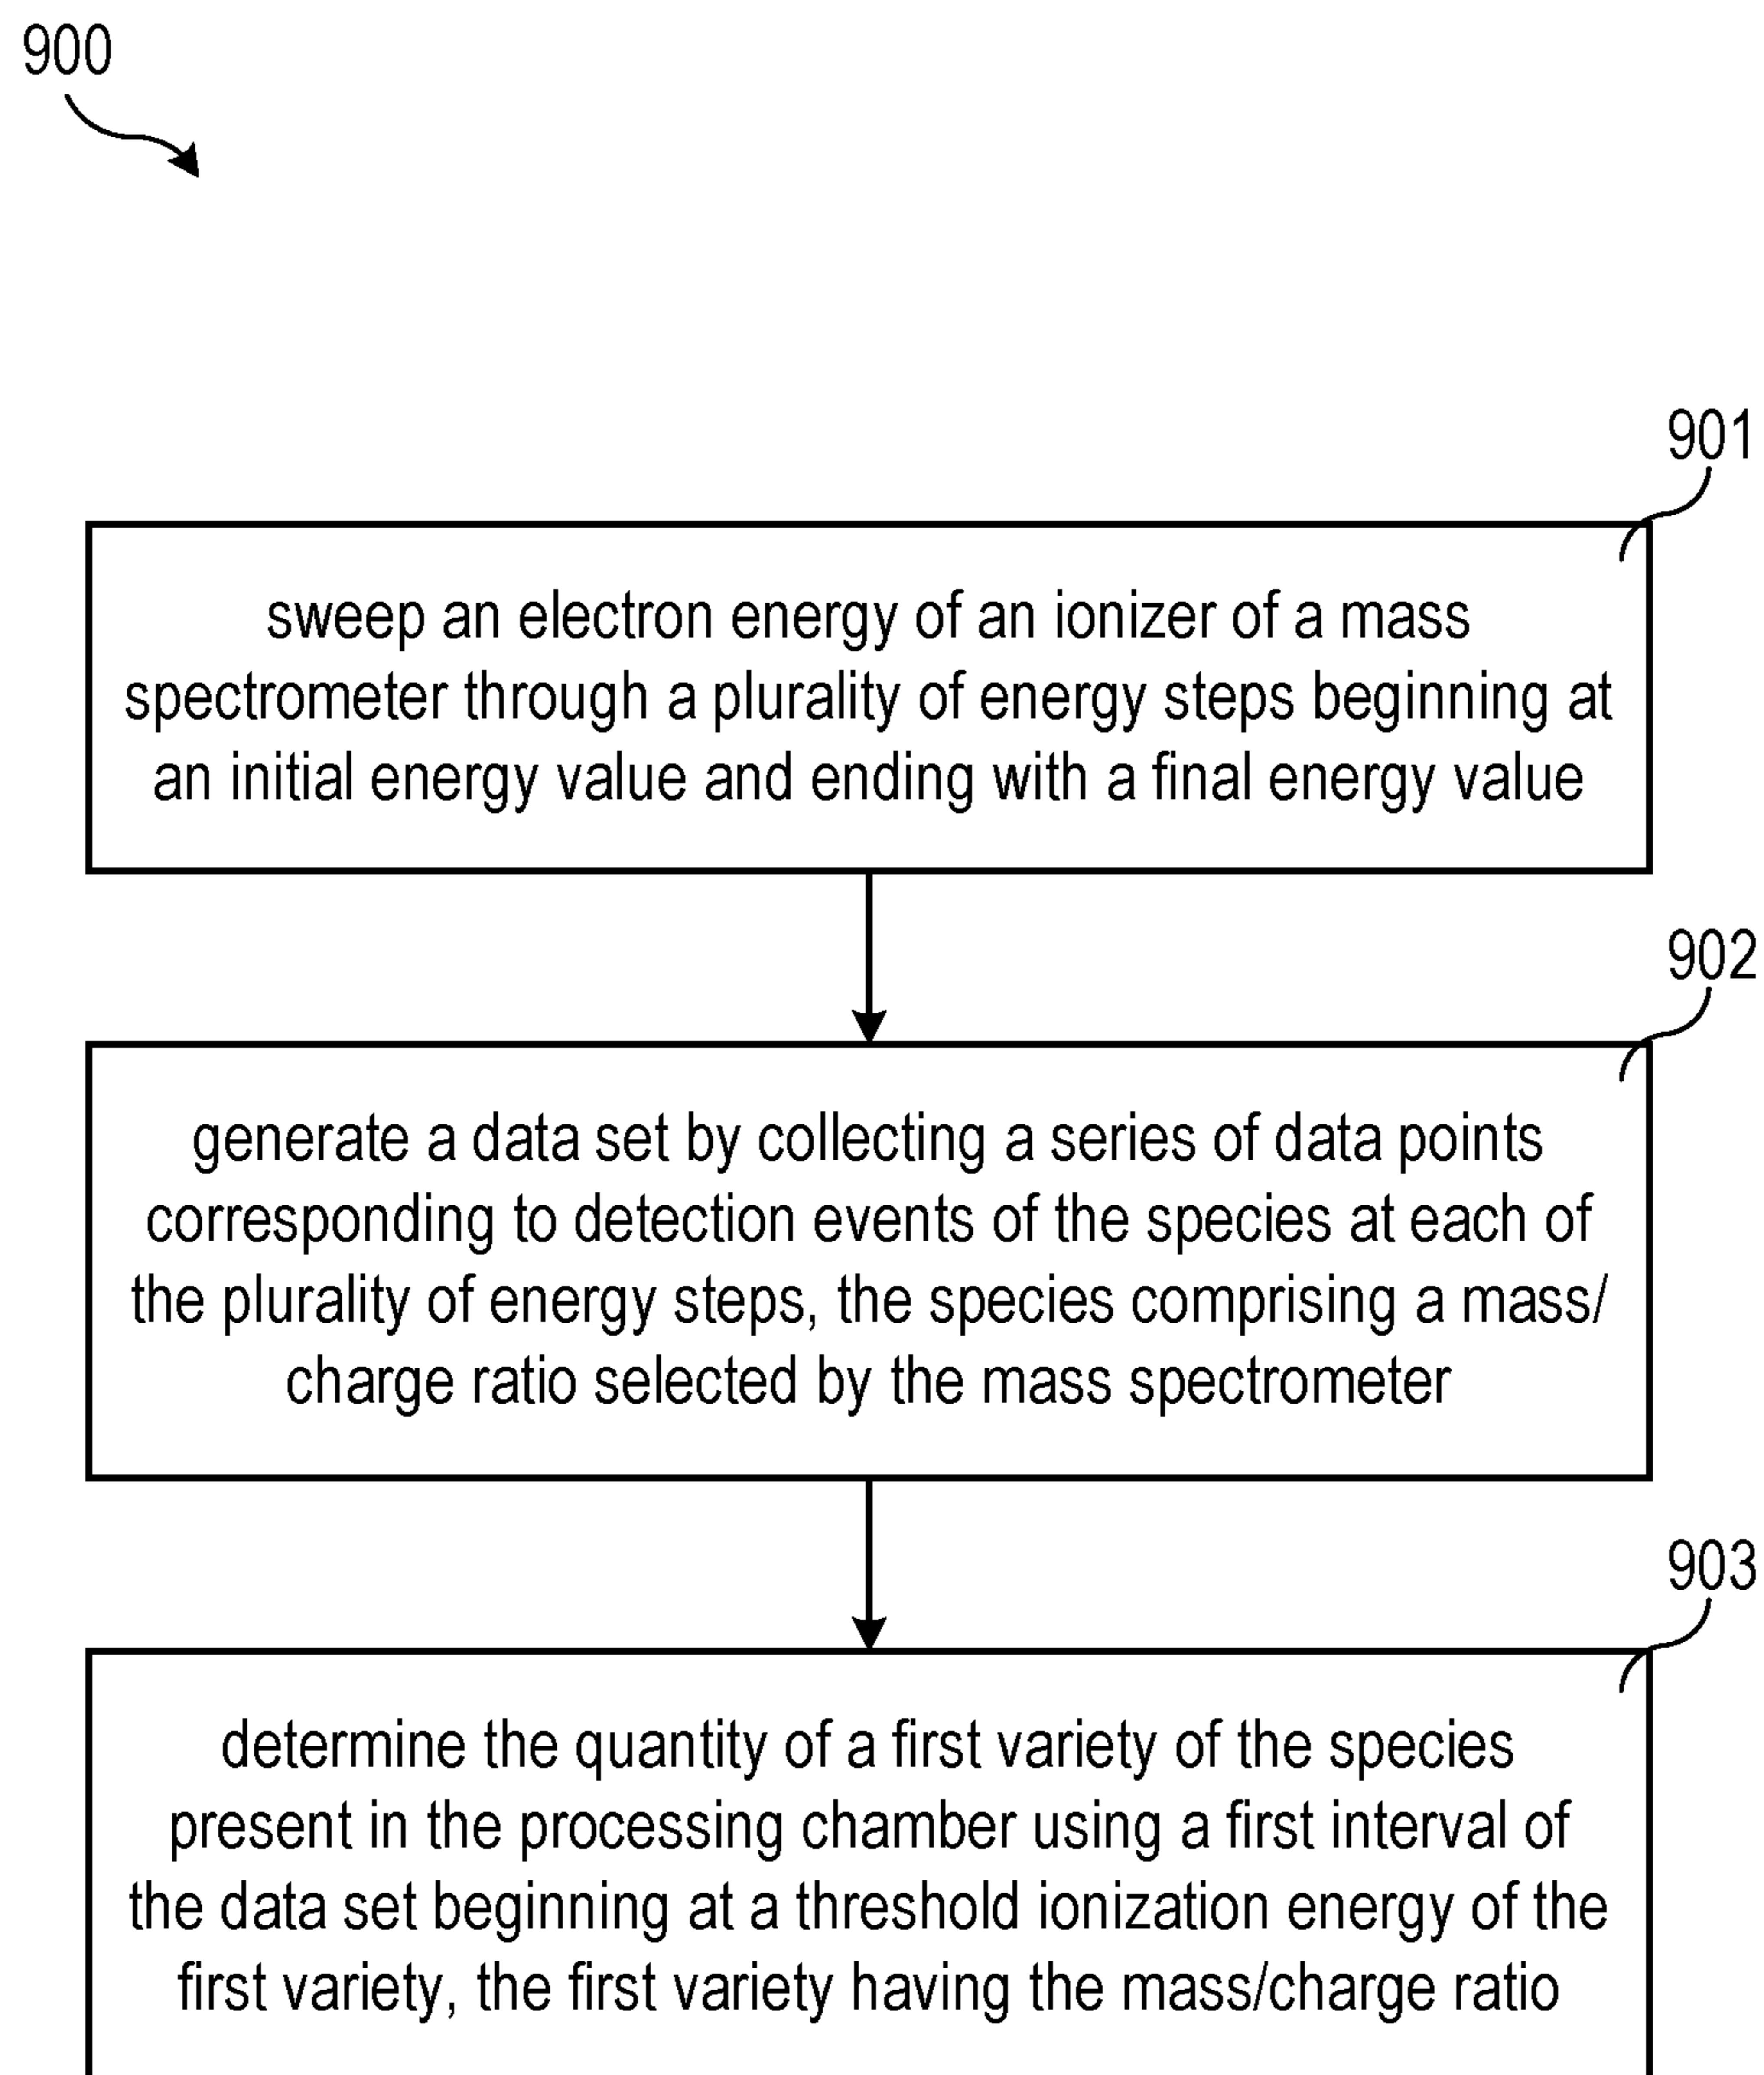 900
901
sweep an electron energy of an ionizer of a mass
spectrometer through a plurality of energy steps beginning at
an initial energy value and ending with a final energy value
902
generate a data set by collecting a series of data points
corresponding to detection events of the species at each of
the plurality of energy steps, the species comprising a mass/
charge ratio selected by the mass spectrometer
903
determine the quantity of a first variety of the species
present in the processing chamber using a first interval of
the data set beginning at a threshold ionization energy of the
first variety, the first variety having the mass/charge ratio